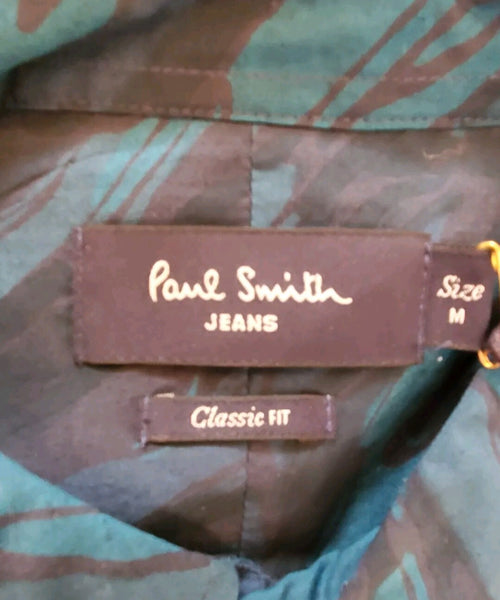 Paul Smith
JEANS
Size
M
Classic FIT